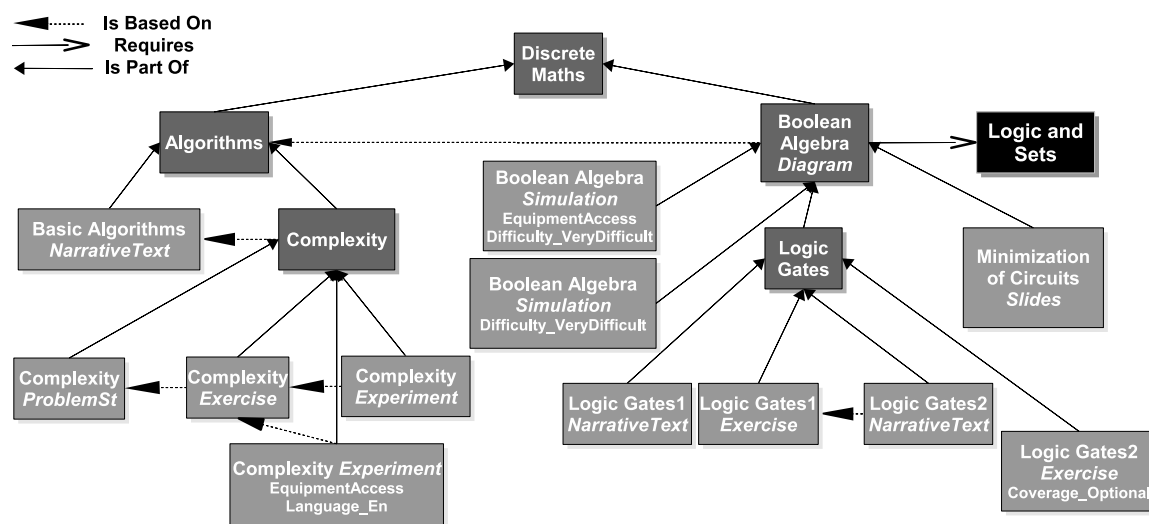 Is Based On
Requires
Is Part Of
Discrete
Maths
Algorithms
Boolean
Algebra
Diagram
Logic and
Sets
Boolean Algebra
Simulation
EquipmentAccess
Difficulty_VeryDifficult
Basic Algorithms
NarrativeText
Complexity
Logic
Gates
Minimization
of Circuits
Slides
Boolean Algebra
Simulation
Difficulty_VeryDifficult
Complexity
ProblemSt
Complexity
Exercise
Complexity
Experiment
Logic Gates1
NarrativeText
Logic Gates1
Exercise
Logic Gates2
NarrativeText
Complexity Experiment
EquipmentAccess
Language_En
Logic Gates2
Exercise
Coverage_Optional